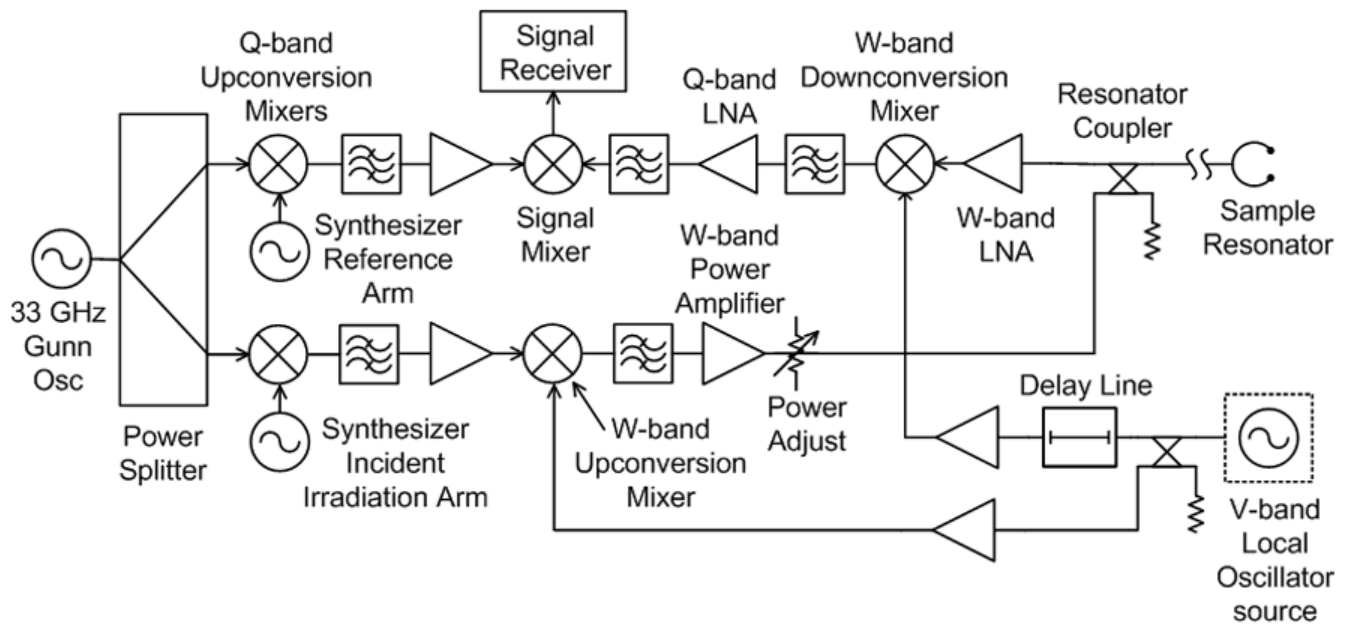 Q-band
Upconversion
Mixers
Signal
Receiver
Q-band
LNA
W-band
Downconversion
Mixer
Resonator
Coupler
Synthesizer
Reference
Arm
Signal
Mixer
W-band
Power
Amplifier
W-band
LNA
Sample
Resonator
33 GHz
Gunn
Osc
Power
Splitter
Synthesizer
Incident
Irradiation Arm
W-band
Upconversion
Mixer
Power
Adjust
Delay Line
V-band
Local
Oscillator
source